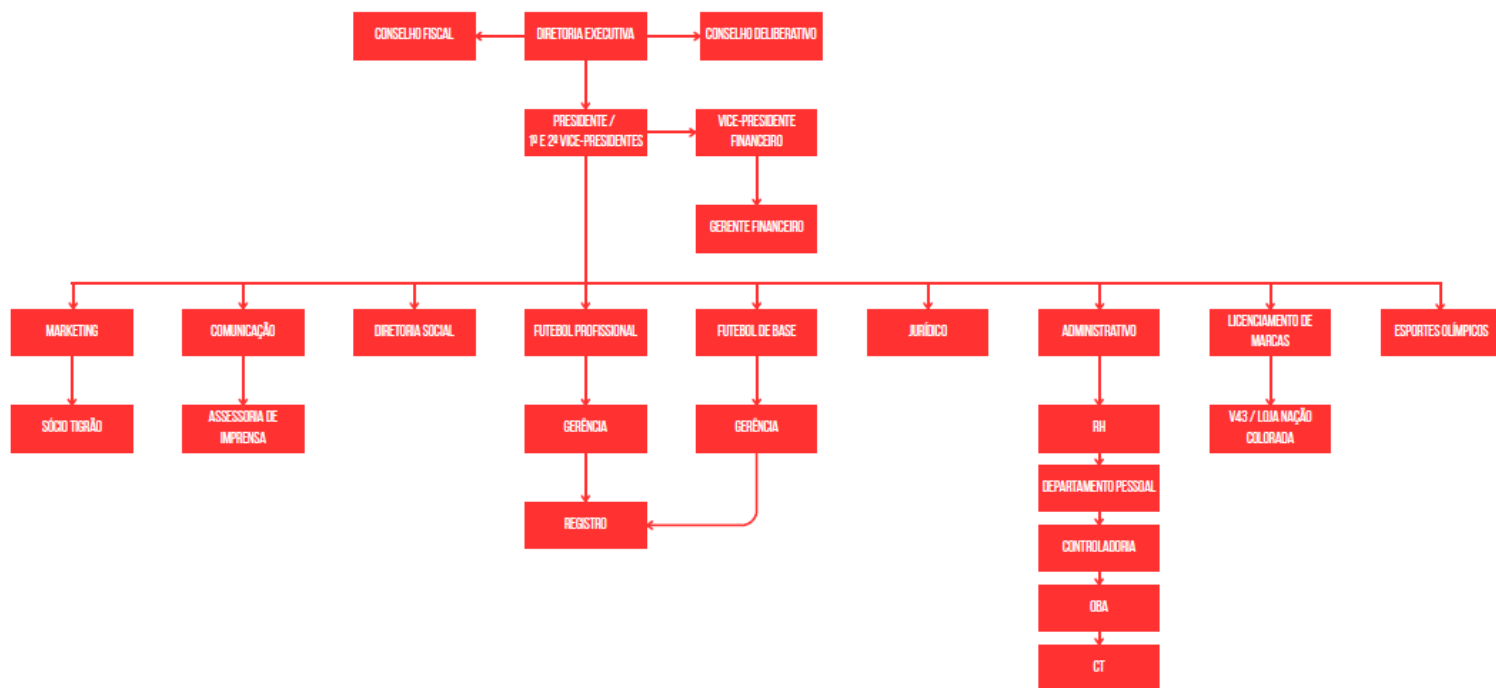 CONSELHO FISCAL
DIRETORIA EXECUTIVA
CONSELHO DELIBERATIVO
PRESIDENTE /
1º E 2º VICE-PRESIDENTES
VICE-PRESIDENTE
FINANCEIRO
GERENTE FINANCEIRO
MARKETING
COMUNICAÇÃO
DIRETORIA SOCIAL
FUTEBOL PROFISSIONAL
FUTEBOL DE BASE
JURÍDICO
ADMINISTRATIVO
LICENCIAMENTO DE
MARCAS
ESPORTES OLÍMPICOS
SÓCIO TIGRÃO
ASSESSORIA DE
IMPRENSA
GERÊNCIA
GERÊNCIA
RH
V43 / LOJA NAÇÃO
COLORADA
DEPARTAMENTO PESSOAL
REGISTRO
CONTROLADORIA
OBA
CT